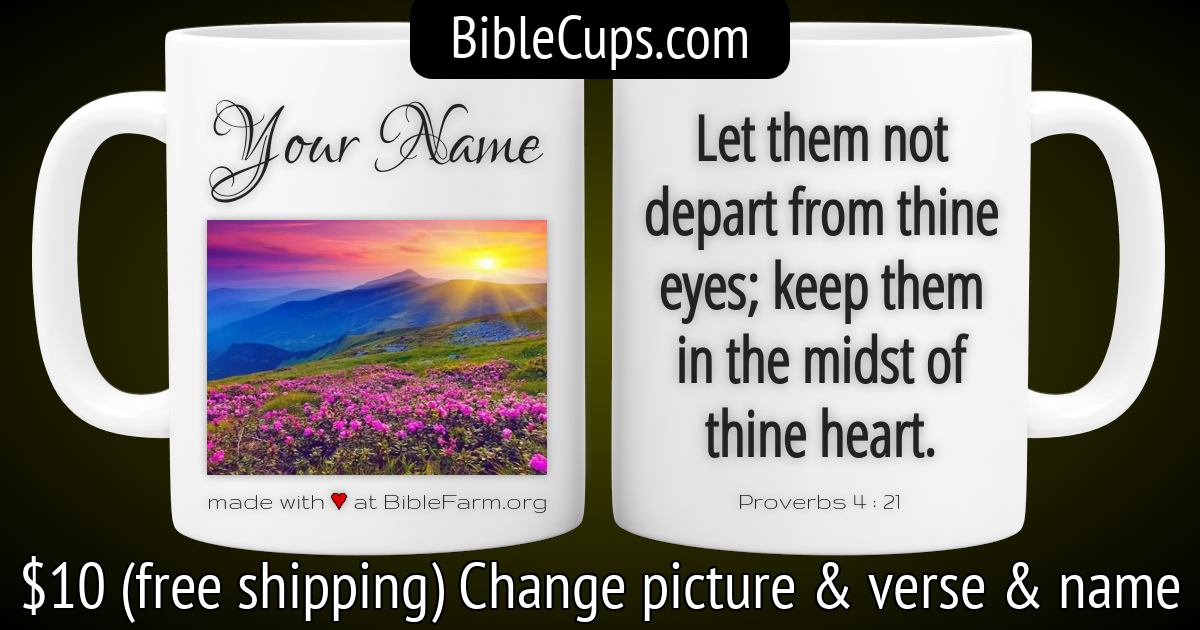 BibleCups.com
Your Name
made with ♥ at BibleFarm.org
Let them not
depart from thine
eyes; keep them
in the midst of
thine heart.
Proverbs 4 : 21
$10 (free shipping) Change picture & verse & name